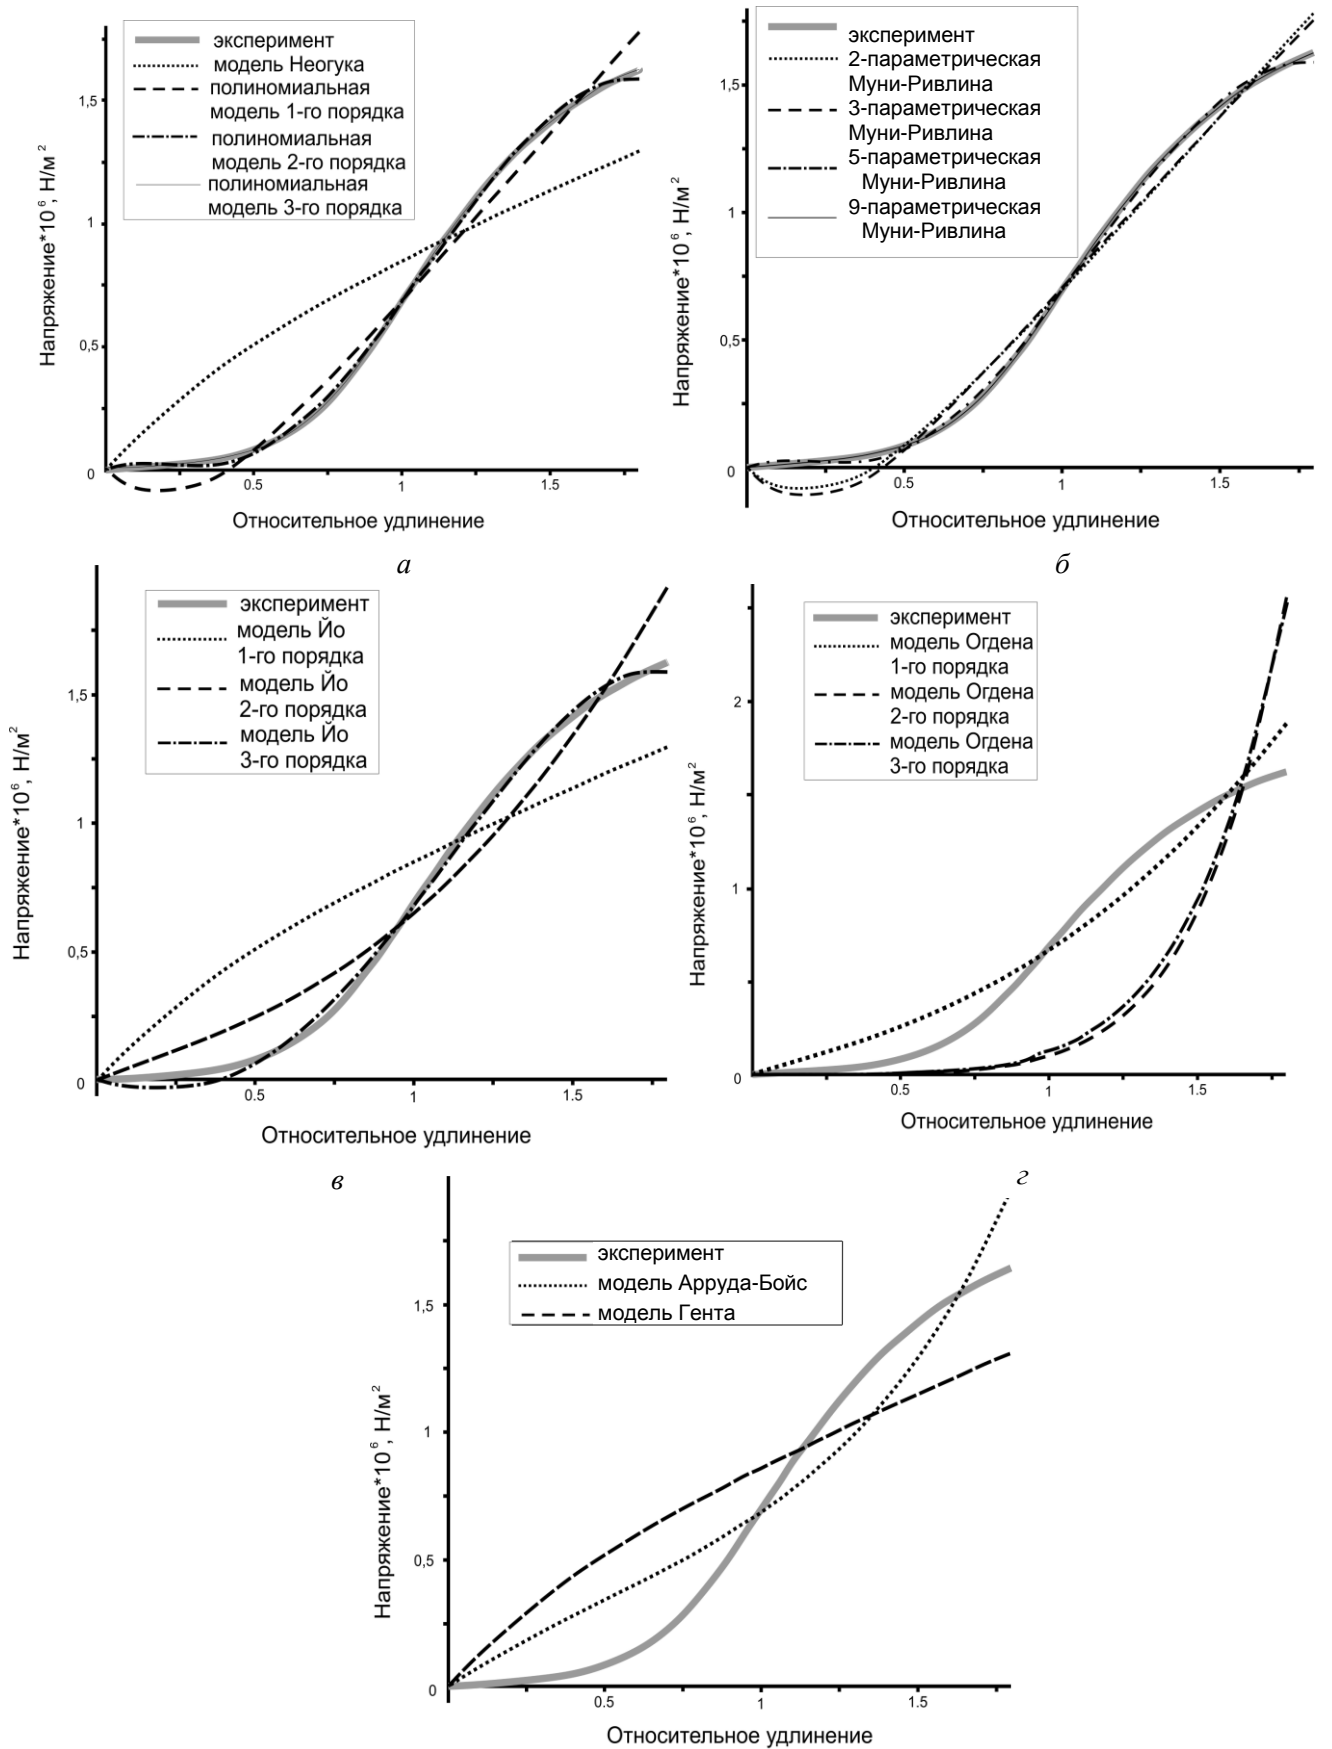 эксперимент
модель Неогука
полиномиальная
модель 1-го порядка
полиномиальная
модель 2-го порядка
полиномиальная
модель 3-го порядка
Напряжение*10⁶, Н/м²
1,5
1
0,5
0
0.5
1
1.5
Относительное удлинение
а
эксперимент
2-параметрическая
Муни-Ривлина
3-параметрическая
Муни-Ривлина
5-параметрическая
Муни-Ривлина
9-параметрическая
Муни-Ривлина
Напряжение*10⁶, Н/м²
1,5
1
0,5
0
0.5
1
1.5
Относительное удлинение
б
эксперимент
модель Йо
1-го порядка
модель Йо
2-го порядка
модель Йо
3-го порядка
Напряжение*10⁶, Н/м²
1,5
1
0,5
0
0.5
1
1.5
Относительное удлинение
в
эксперимент
модель Огдена
1-го порядка
модель Огдена
2-го порядка
модель Огдена
3-го порядка
Напряжение*10⁶, Н/м²
2
1
0
0.5
1
1.5
Относительное удлинение
г
эксперимент
модель Арруда-Бойс
модель Гента
Напряжение*10⁶, Н/м²
1,5
1
0,5
0
0.5
1
1.5
Относительное удлинение